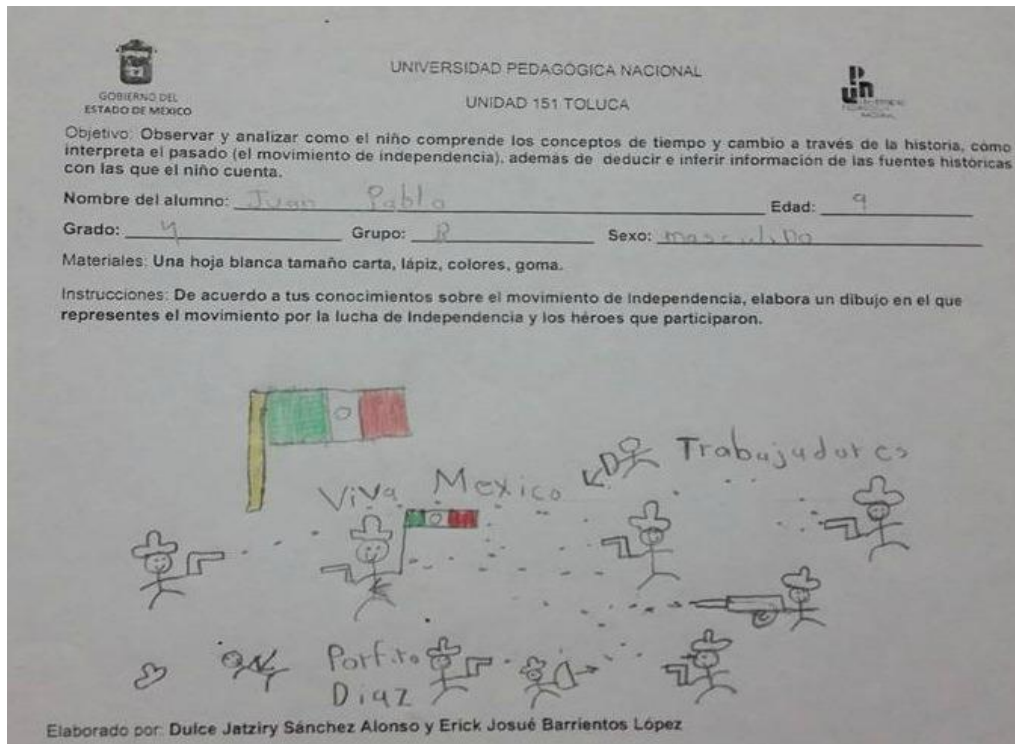 UNIVERSIDAD PEDAGÓGICA NACIONAL
GOBIERNO DEL
ESTADO DE MÉXICO
UNIDAD 151 TOLUCA
Objetivo: Observar y analizar como el niño comprende los conceptos de tiempo y cambio a través de la historia, cómo
interpreta el pasado (el movimiento de independencia), además de deducir e inferir información de las fuentes históricas
con las que el niño cuenta.
Nombre del alumno: Juan Pablo Edad: 9
Grado: 4 Grupo: B Sexo: masculino
Materiales: Una hoja blanca tamaño carta, lápiz, colores, goma.
Instrucciones: De acuerdo a tus conocimientos sobre el movimiento de Independencia, elabora un dibujo en el que
representes el movimiento por la lucha de Independencia y los héroes que participaron.
Trabajadores
Viva Mexico
Porfiro
Diaz
Elaborado por: Dulce Jatziry Sánchez Alonso y Erick Josué Barrientos López